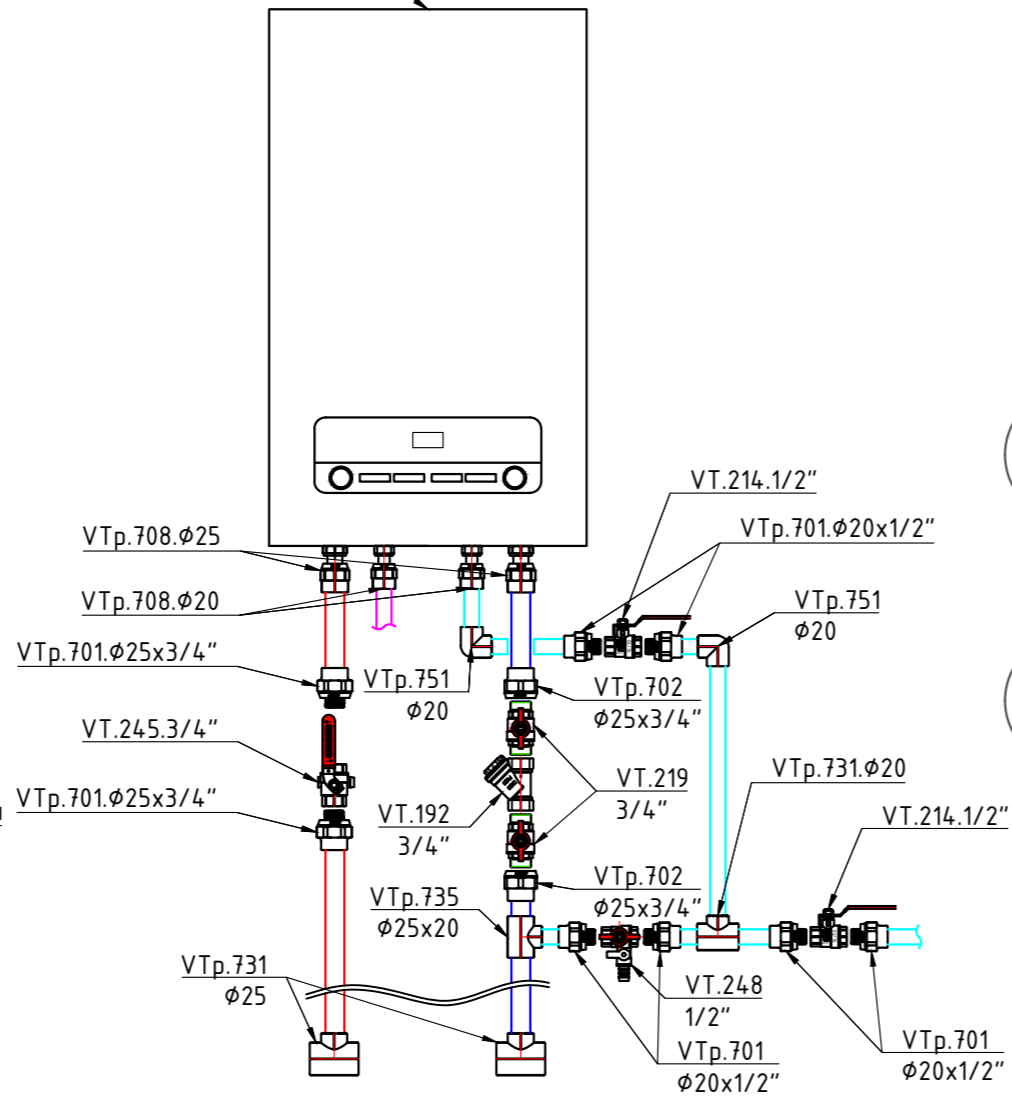 VT.214.1/2"
VTp.708.Ø25
VTp.701.Ø20x1/2"
VTp.708.Ø20
VTp.751
Ø20
VTp.701.Ø25x3/4"
VTp.751
Ø20
VTp.702
Ø25x3/4"
VT.245.3/4"
VT.219
3/4"
VTp.731.Ø20
VTp.701.Ø25x3/4"
VT.192
3/4"
VT.214.1/2"
VTp.702
Ø25x3/4"
VTp.735
Ø25x20
VTp.731
Ø25
VT.248
1/2"
VTp.701
Ø20x1/2"
VTp.701
Ø20x1/2"